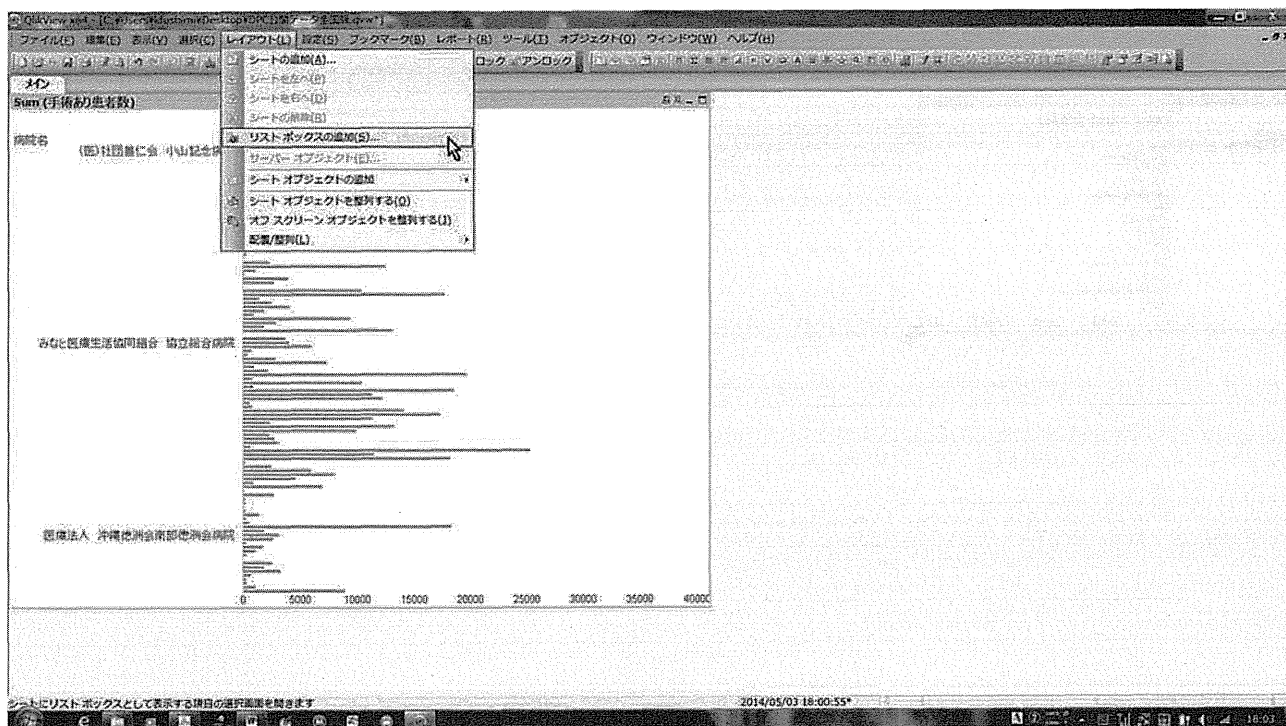 QlikView x64 - [C:¥Users¥
ファイル(F) 編集(E) 表示(V) 選択(C) レイアウト(L) 設定(S) ブックマーク(B) レポート(R) ツール(T) オブジェクト(O) ウィンドウ(W) ヘルプ(H)
ロック アンロック
シートの追加(A)...
メイン
シートを左へ(P)
シートを右へ(D)
シートの削除(R)
Sum (手術あり患者数)
リスト ボックスの追加(S)...
病院名
サーバー オブジェクト(E)...
シート オブジェクトの追加
シート オブジェクトを整列する(O)
オフ スクリーン オブジェクトを整列する(J)
配置/整列(L)
みなと医療生活協同組合 協立総合病院
医療法人 沖縄徳洲会南部徳洲会病院
0 5000 10000 15000 20000 25000 30000 35000 40000
シートにリスト ボックスとして表示する項目の選択画面を開きます
2014/05/03 18:00:55*